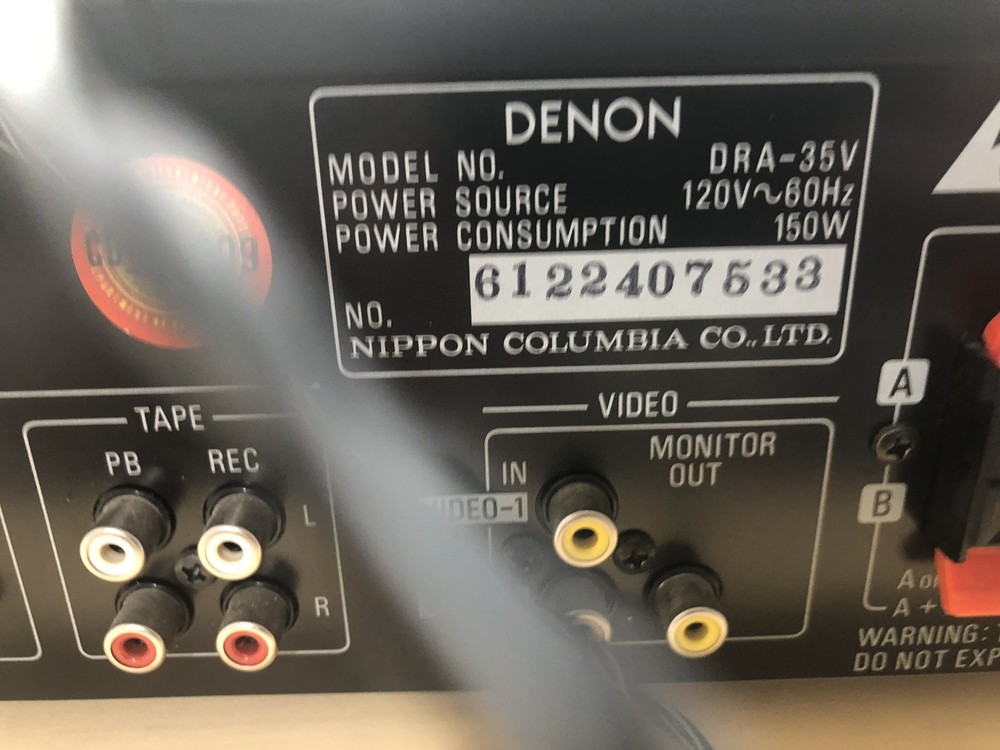 DENON
MODEL NO. DRA-35V
POWER SOURCE 120V~60Hz
POWER CONSUMPTION 150W
NO. 6122407533
NIPPON COLUMBIA CO., LTD.
TAPE
PB REC
L
R
VIDEO
IN
MONITOR
OUT
VIDEO-1
A
B
A or
A +
WARNING:
DO NOT